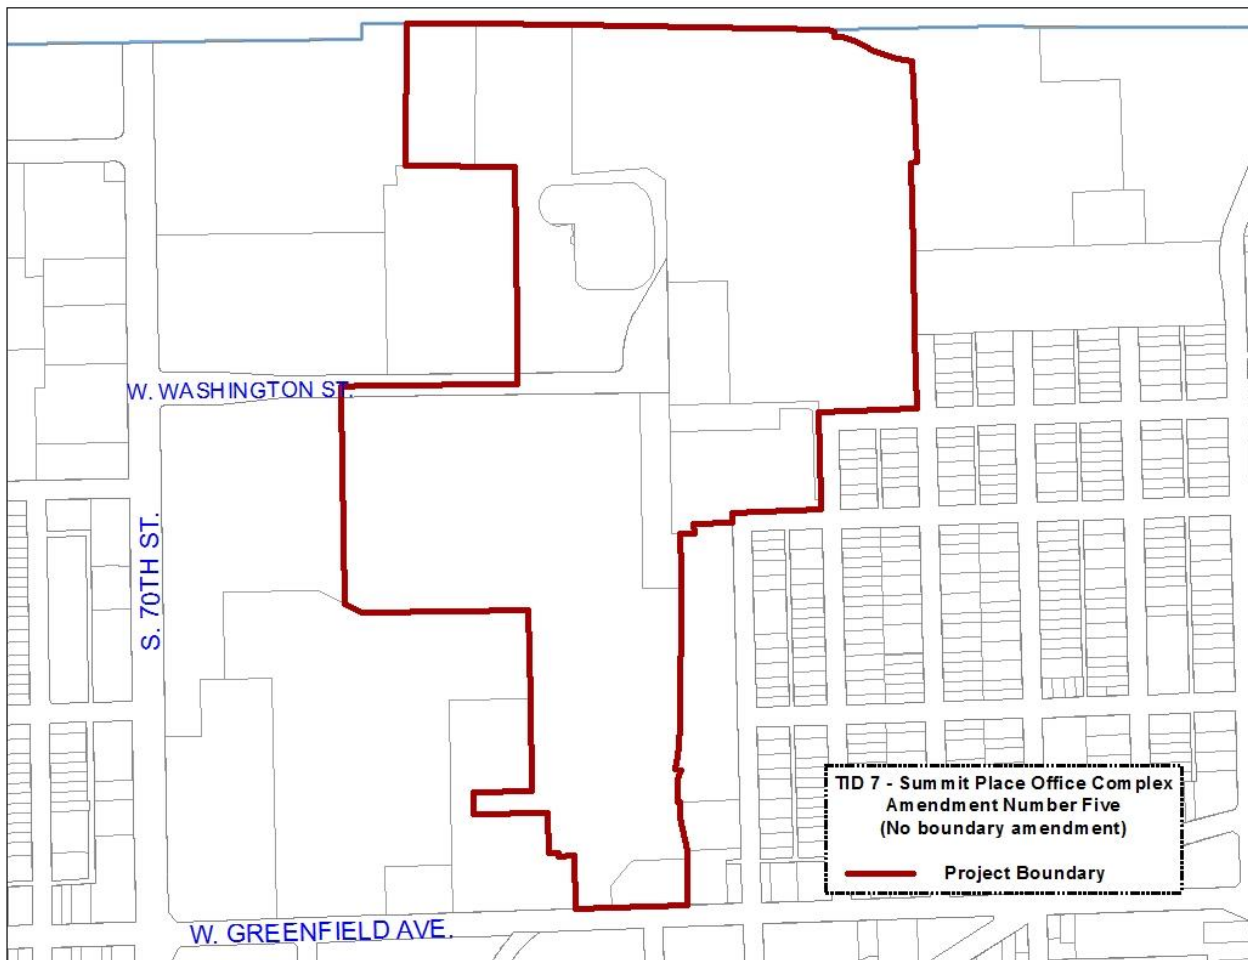 W. WASHINGTON ST.
S. 70TH ST.
TID 7 - Summit Place Office Complex
Amendment Number Five
(No boundary amendment)
Project Boundary
W. GREENFIELD AVE.